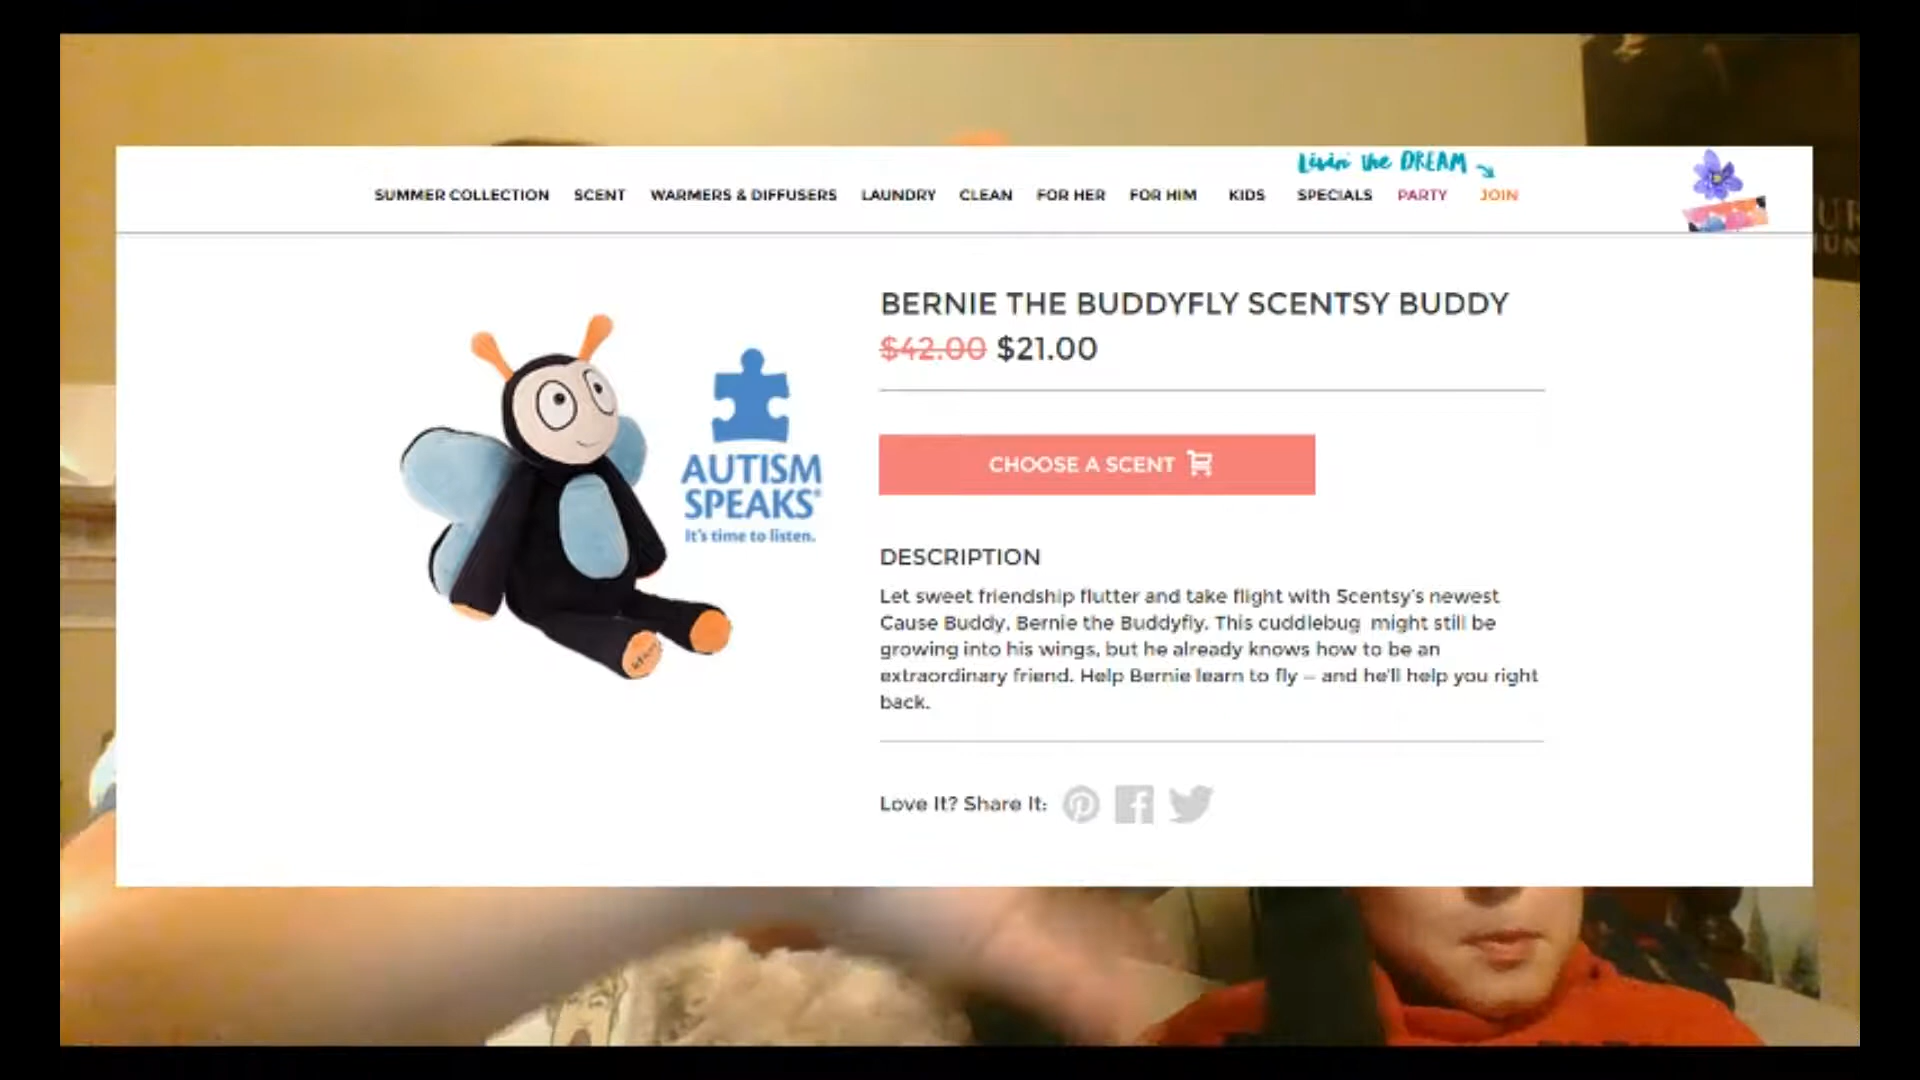 Livin' the DREAM
SUMMER COLLECTION SCENT WARMERS & DIFFUSERS LAUNDRY CLEAN FOR HER FOR HIM KIDS SPECIALS PARTY JOIN
BERNIE THE BUDDYFLY SCENTSY BUDDY
$42.00 $21.00
AUTISM
SPEAKS®
It's time to listen.
CHOOSE A SCENT
DESCRIPTION
Let sweet friendship flutter and take flight with Scentsy's newest
Cause Buddy, Bernie the Buddyfly. This cuddlebug might still be
growing into his wings, but he already knows how to be an
extraordinary friend. Help Bernie learn to fly – and he'll help you right
back.
Love It? Share It: